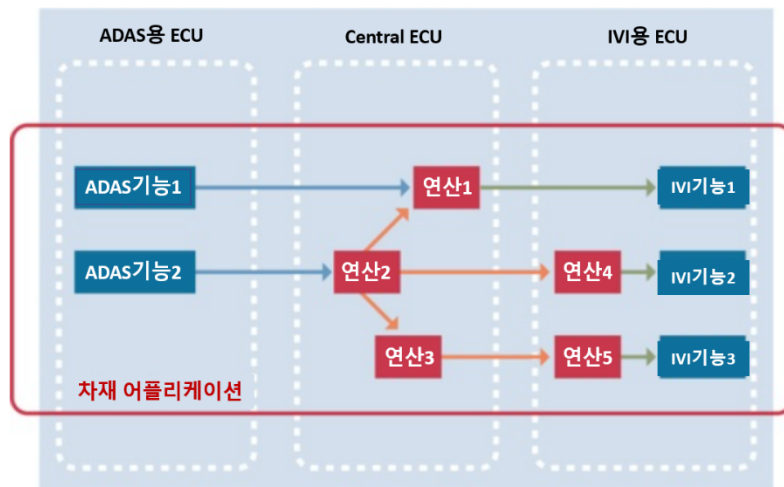 ADAS용 ECU
Central ECU
IVI용 ECU
ADAS기능1
연산1
IVI기능1
ADAS기능2
연산2
연산4
IVI기능2
연산3
연산5
IVI기능3
차재 어플리케이션